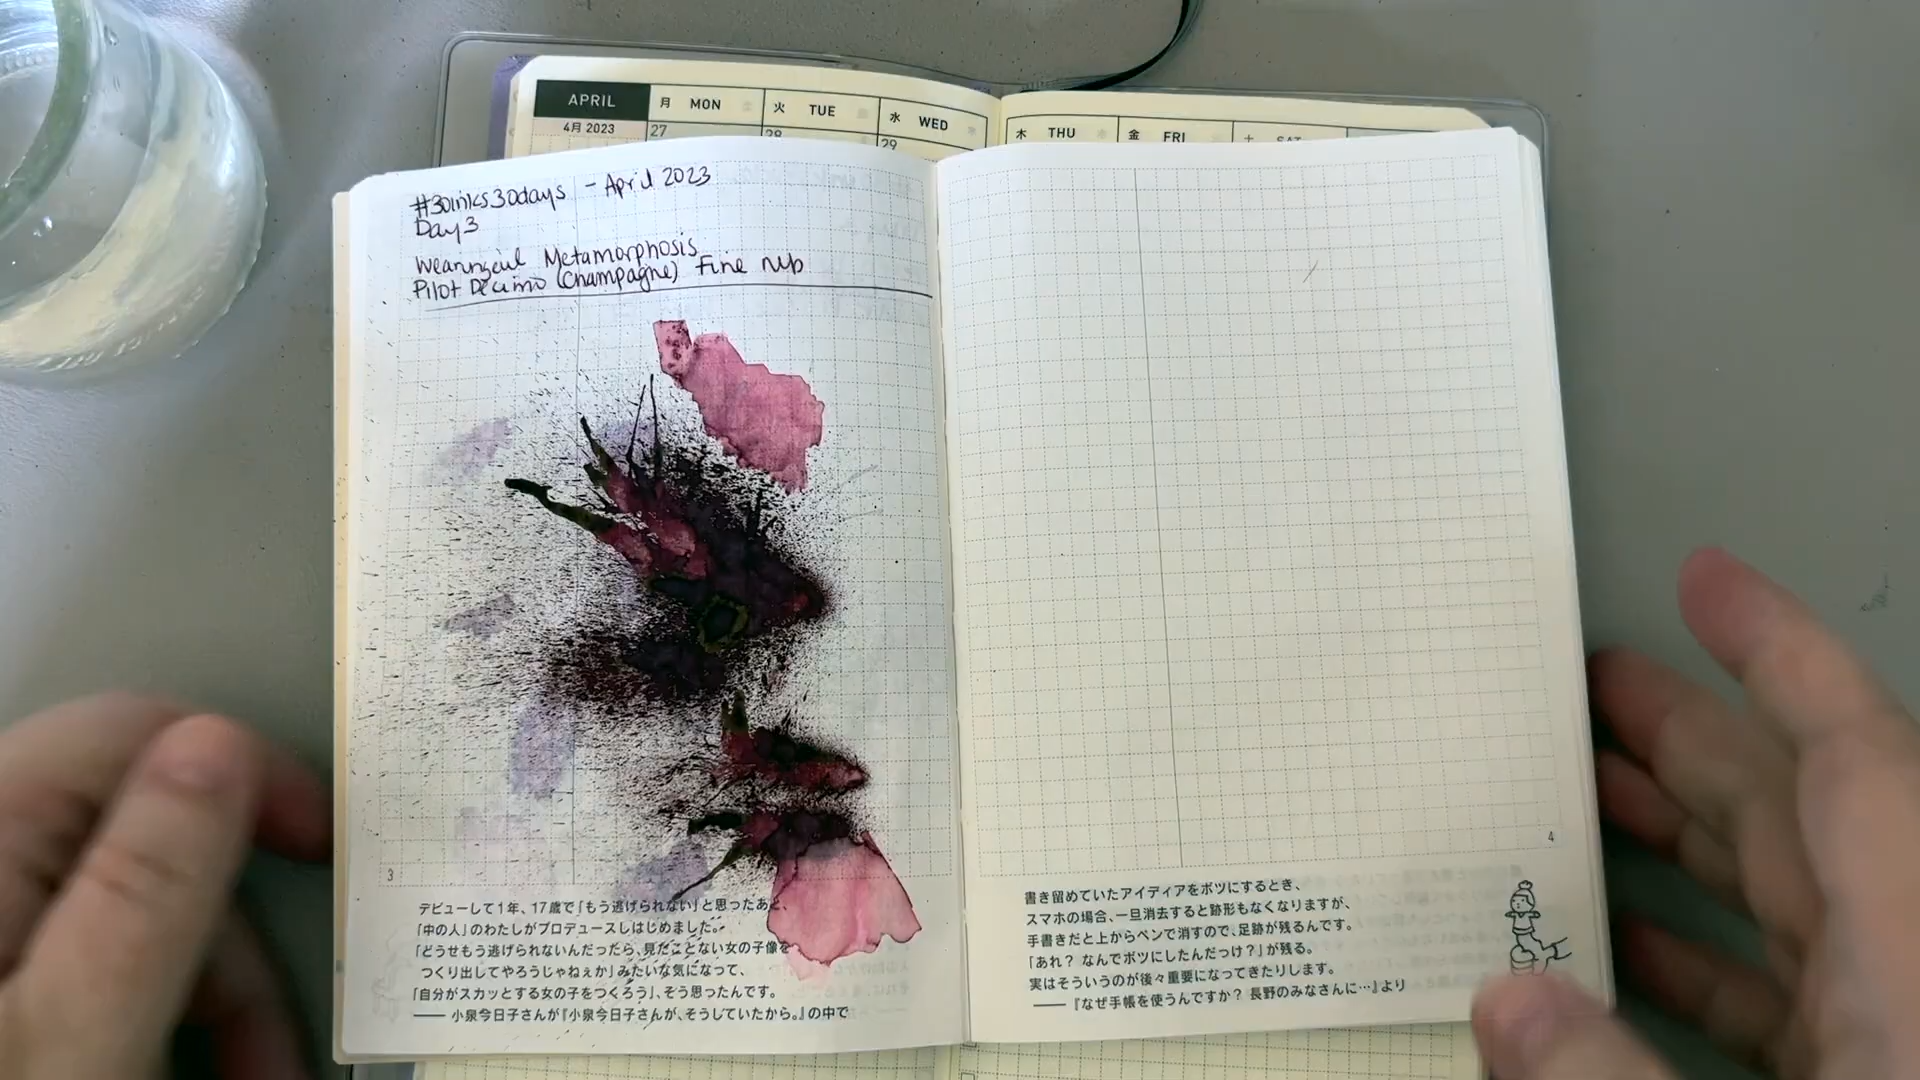 APRIL
4月 2023
月 MON
火 TUE
水 WED
木 THU
金 FRI
土 SAT
27
28
29
#30inks30days - April 2023
Day 3
Wearingeul Metamorphosis
Pilot Decimo (Champagne) Fine nib
3
デビューして1年、17歳で「もう逃げられない」と思ったあと、
「中の人」のわたしがプロデュースしはじめました。
「どうせもう逃げられないんだったら、見たことない女の子像を
つくり出してやろうじゃねぇか」みたいな気になって、
「自分がスカッとする女の子をつくろう」、そう思ったんです。
── 小泉今日子さんが『小泉今日子さんが、そうしていたから。』の中で
4
書き留めていたアイディアをボツにするとき、
スマホの場合、一旦消去すると跡形もなくなりますが、
手書きだと上からペンで消すので、足跡が残るんです。
「あれ? なんでボツにしたんだっけ?」が残る。
実はそういうのが後々重要になってきたりします。
── 『なぜ手帳を使うんですか? 長野のみなさんに…』より